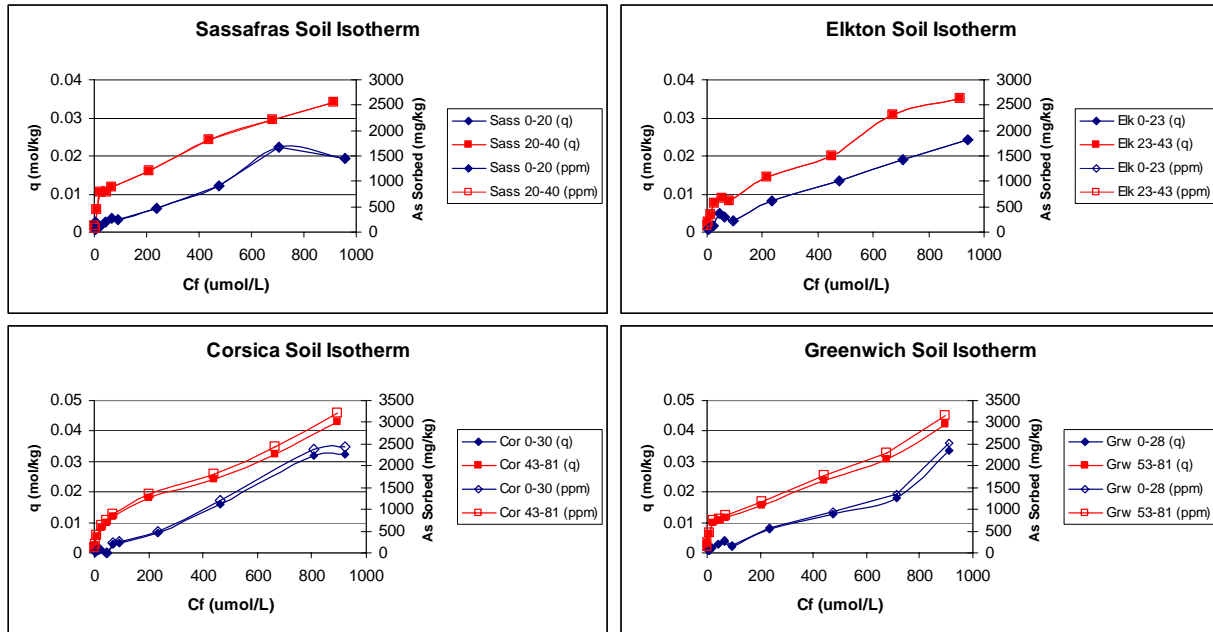 Sassafras Soil Isotherm
q (mol/kg)
0.04
0.03
0.02
0.01
0
0 200 400 600 800 1000
Cf (umol/L)
3000
2500
2000
1500
1000
500
0
As Sorbed (mg/kg)
Sass 0-20 (q)
Sass 20-40 (q)
Sass 0-20 (ppm)
Sass 20-40 (ppm)
Elkton Soil Isotherm
q (mol/kg)
0.04
0.03
0.02
0.01
0
0 200 400 600 800 1000
Cf (umol/L)
3000
2500
2000
1500
1000
500
0
As Sorbed (mg/kg)
Elk 0-23 (q)
Elk 23-43 (q)
Elk 0-23 (ppm)
Elk 23-43 (ppm)
Corsica Soil Isotherm
q (mol/kg)
0.05
0.04
0.03
0.02
0.01
0
0 200 400 600 800 1000
Cf (umol/L)
3500
3000
2500
2000
1500
1000
500
0
As Sorbed (mg/kg)
Cor 0-30 (q)
Cor 43-81 (q)
Cor 0-30 (ppm)
Cor 43-81 (ppm)
Greenwich Soil Isotherm
q (mol/kg)
0.05
0.04
0.03
0.02
0.01
0
0 200 400 600 800 1000
Cf (umol/L)
3500
3000
2500
2000
1500
1000
500
0
As Sorbed (mg/kg)
Grw 0-28 (q)
Grw 53-81 (q)
Grw 0-28 (ppm)
Grw 53-81 (ppm)